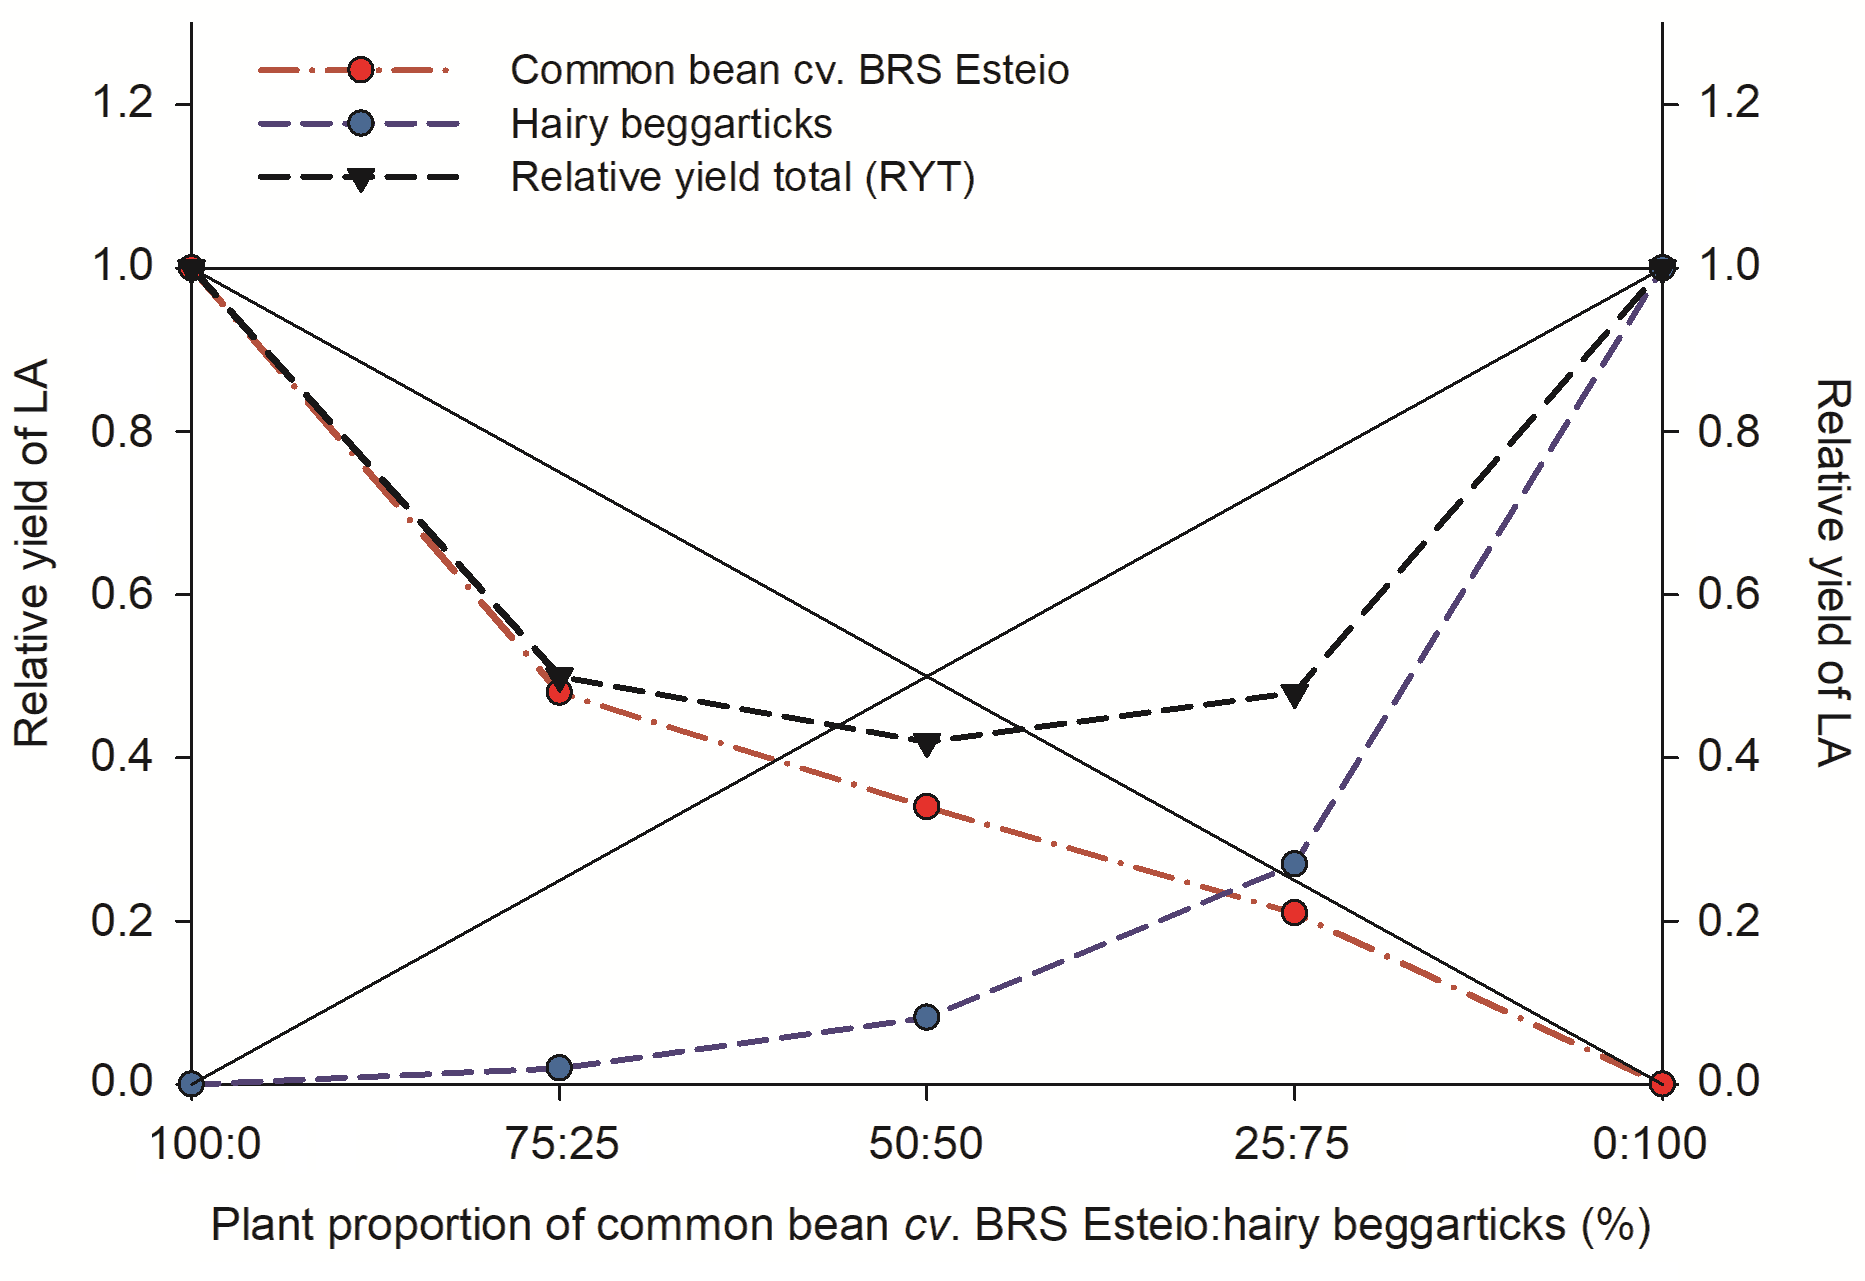 Common bean cv. BRS Esteio
Hairy beggarticks
Relative yield total (RYT)
Relative yield of LA
1.2
1.0
0.8
0.6
0.4
0.2
0.0
1.2
1.0
0.8
0.6
0.4
0.2
0.0
Relative yield of LA
100:0 75:25 50:50 25:75 0:100
Plant proportion of common bean cv. BRS Esteio:hairy beggarticks (%)